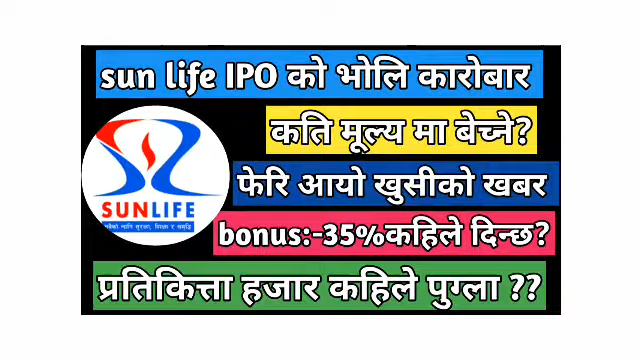 sun life IPO को भोलि कारोबार
कति मूल्य मा बेच्ने?
फेरि आयो खुसीको खबर
SUNLIFE
bonus:-35%कहिले दिन्छ?
प्रतिकित्ता हजार कहिले पुग्ला ??